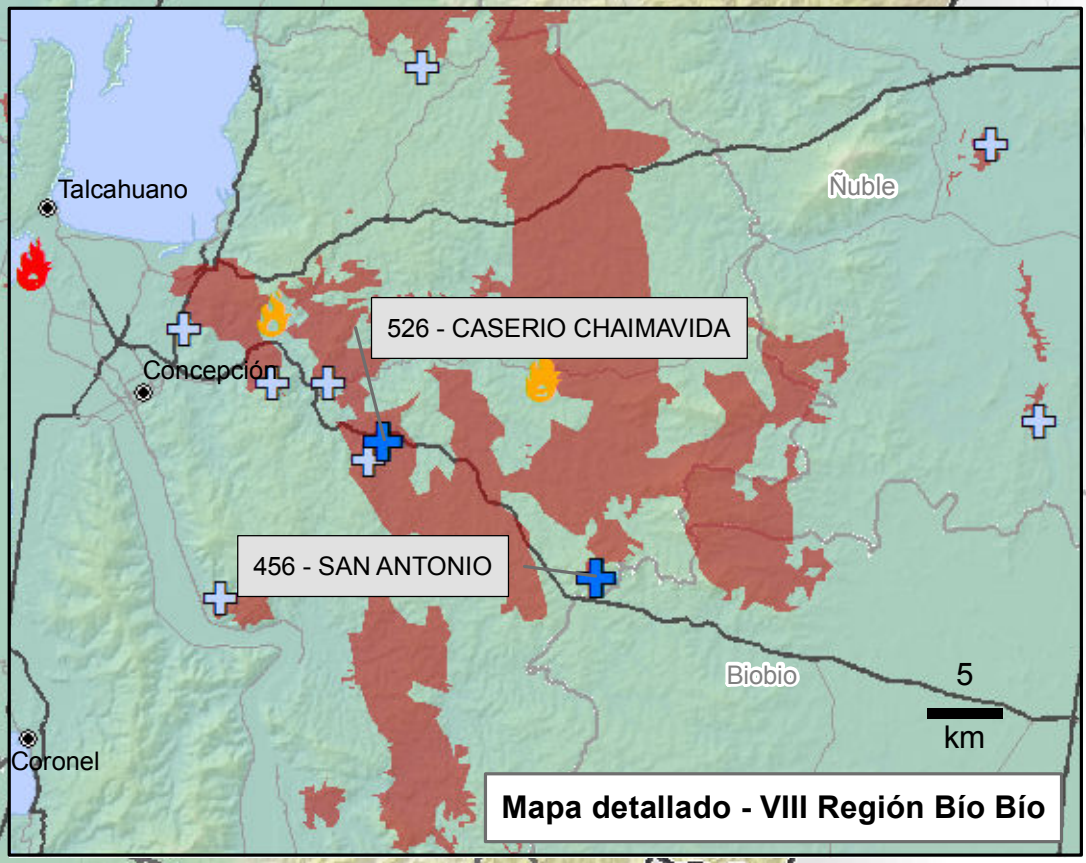 Talcahuano
Ñuble
526 - CASERIO CHAIMAVIDA
Concepción
456 - SAN ANTONIO
Biobio
5
km
Coronel
Mapa detallado - VIII Región Bío Bío